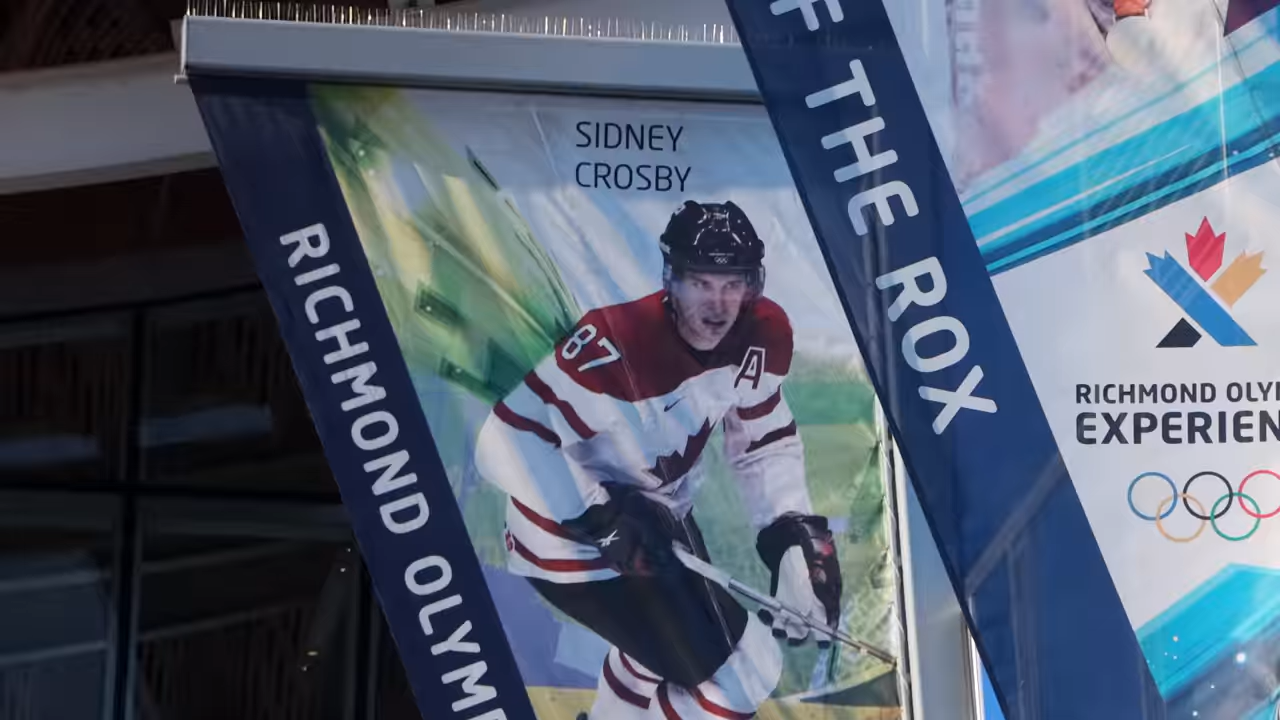 SIDNEY
CROSBY
87
A
RICHMOND OLYM
F THE ROX
RICHMOND OLY
EXPERIEN